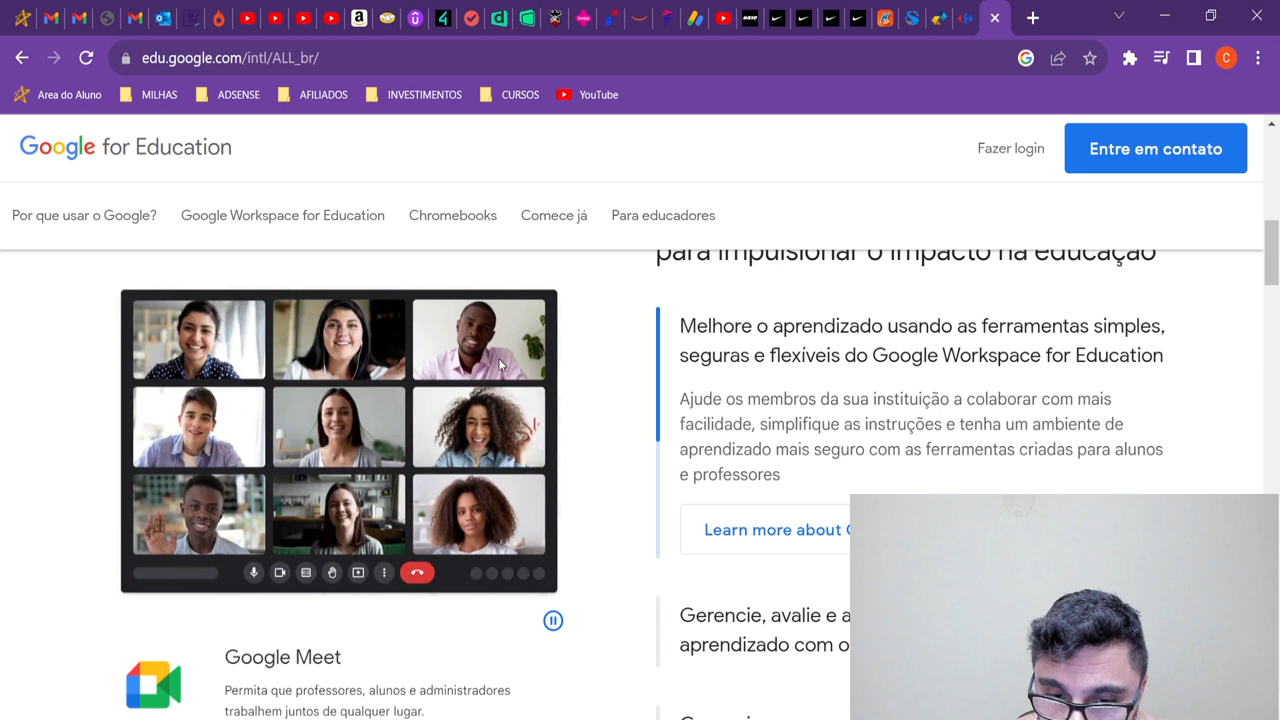 edu.google.com/intl/ALL_br/
C
Area do Aluno
MILHAS
ADSENSE
AFILIADOS
INVESTIMENTOS
CURSOS
YouTube
Google for Education
Fazer login
Entre em contato
Por que usar o Google?
Google Workspace for Education
Chromebooks
Comece já
Para educadores
para impulsionar o impacto na educação
Melhore o aprendizado usando as ferramentas simples,
seguras e flexíveis do Google Workspace for Education
Ajude os membros da sua instituição a colaborar com mais
facilidade, simplifique as instruções e tenha um ambiente de
aprendizado mais seguro com as ferramentas criadas para alunos
e professores
Learn more about
Gerencie, avalie e a
aprendizado com o
Google Meet
Permita que professores, alunos e administradores
trabalhem juntos de qualquer lugar.